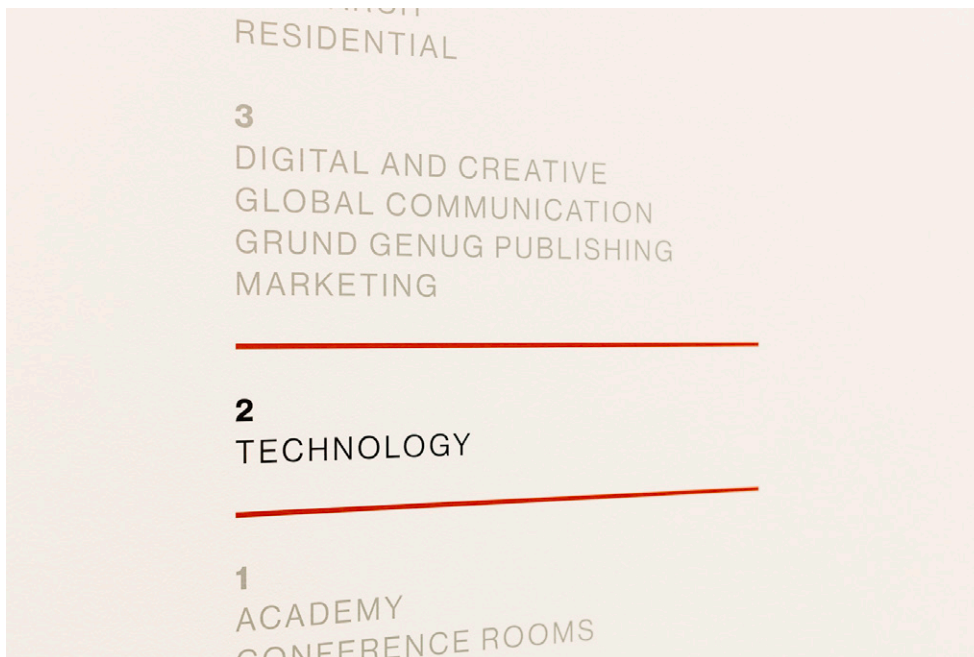 RESIDENTIAL
3
DIGITAL AND CREATIVE
GLOBAL COMMUNICATION
GRUND GENUG PUBLISHING
MARKETING
2
TECHNOLOGY
1
ACADEMY
CONFERENCE ROOMS